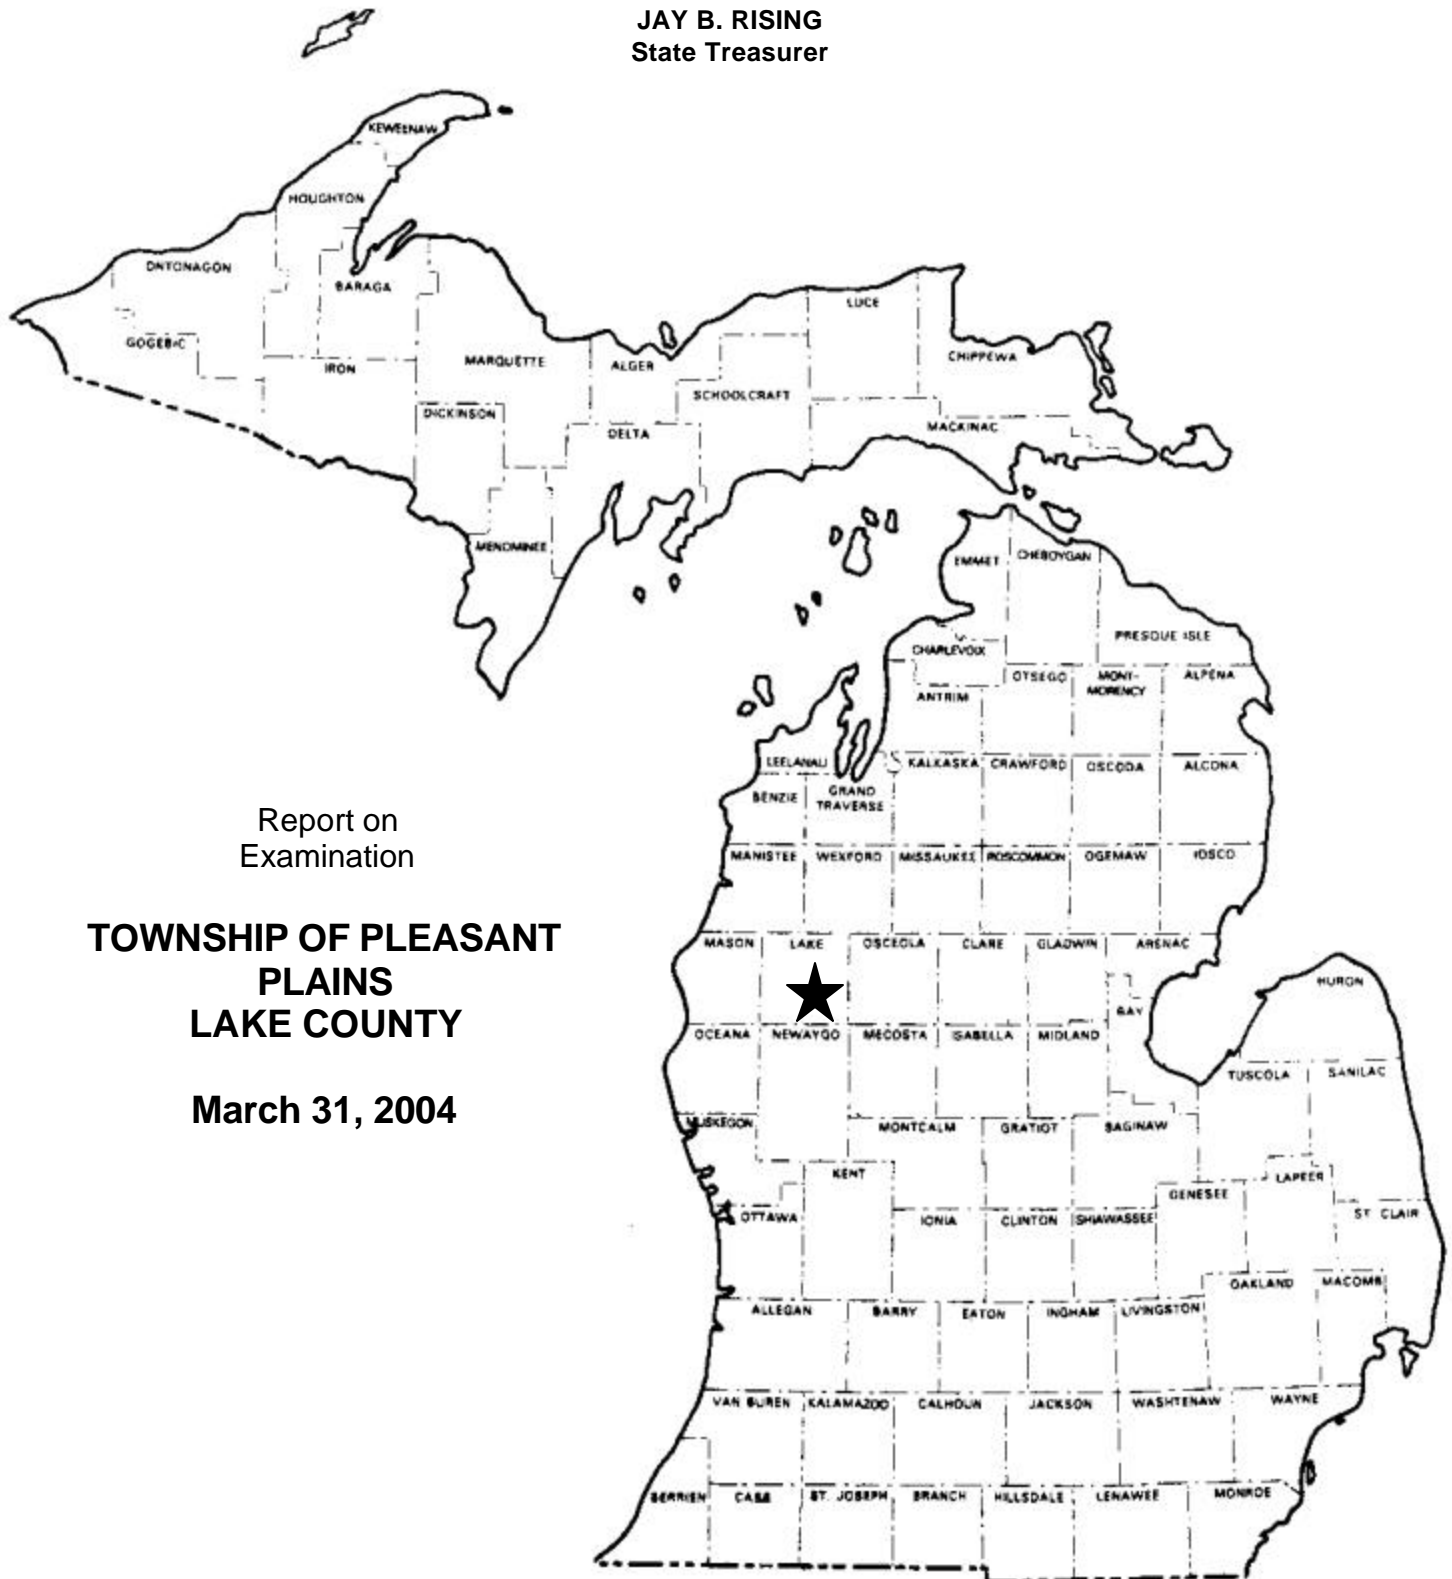 JAY B. RISING
State Treasurer
KEWEENAW
HOUGHTON
ONTONAGON
BARAGA
LUCE
GOGEBIC
IRON
MARQUETTE
ALGER
CHIPPEWA
SCHOOLCRAFT
DICKINSON
DELTA
MACKINAC
MENOMINEE
EMMET
CHEBOYGAN
PRESQUE ISLE
CHARLEVOIX
OTSEGO
MONT-
MORENCY
ALPENA
ANTRIM
LEELANAU
KALKASKA
CRAWFORD
OSCODA
ALCONA
BENZIE
GRAND
TRAVERSE
Report on
Examination
MANISTEE
WEXFORD
MISSAUKEE
ROSCOMMON
OGEMAW
IOSCO
TOWNSHIP OF PLEASANT
PLAINS
LAKE COUNTY
MASON
LAKE
OSCEOLA
CLARE
GLADWIN
ARENAC
HURON
BAY
OCEANA
NEWAYGO
MECOSTA
ISABELLA
MIDLAND
TUSCOLA
SANILAC
March 31, 2004
MUSKEGON
MONTCALM
GRATIOT
SAGINAW
KENT
GENESEE
LAPEER
OTTAWA
IONIA
CLINTON
SHIAWASSEE
ST. CLAIR
OAKLAND
MACOMB
ALLEGAN
BARRY
EATON
INGHAM
LIVINGSTON
VAN BUREN
KALAMAZOO
CALHOUN
JACKSON
WASHTENAW
WAYNE
BERRIEN
CASS
ST. JOSEPH
BRANCH
HILLSDALE
LENAWEE
MONROE